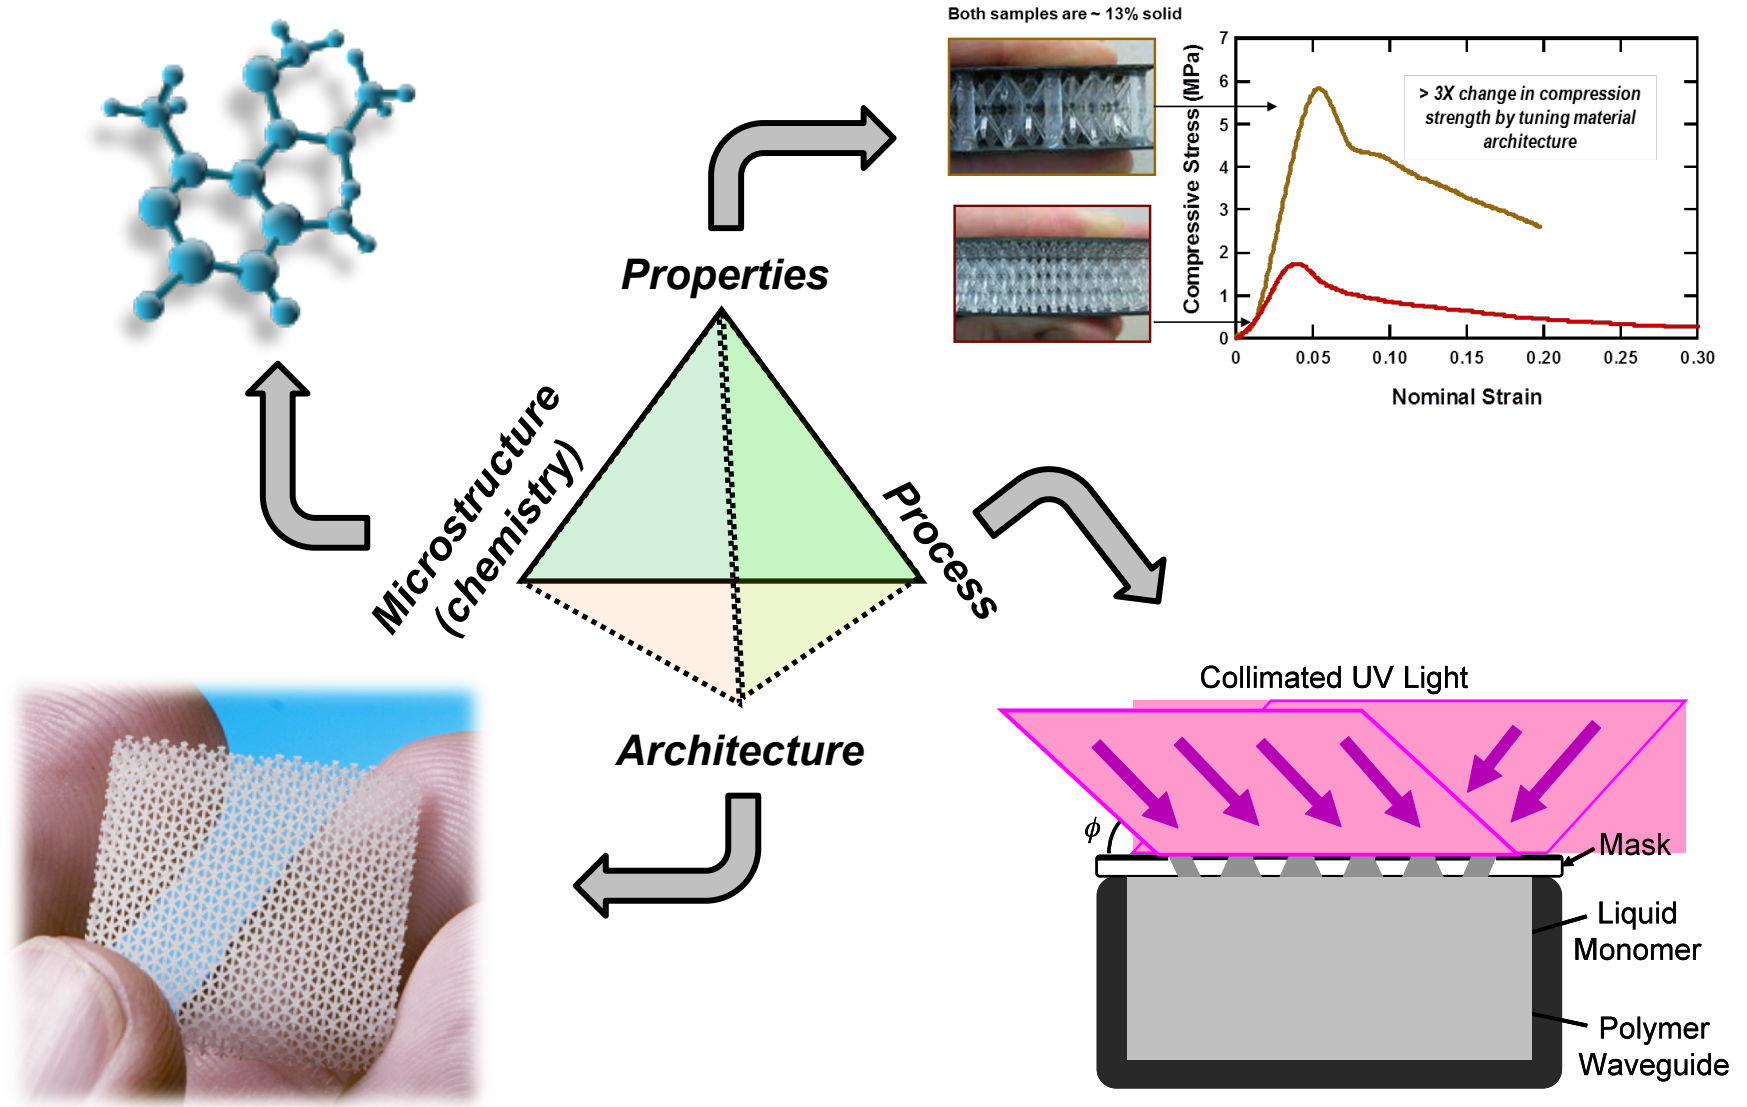 Both samples are ~ 13% solid
Compressive Stress (MPa)
7
6
5
4
3
2
1
0
> 3X change in compression
strength by tuning material
architecture
0
0.05
0.10
0.15
0.20
0.25
0.30
Nominal Strain
Properties
Microstructure
(chemistry)
Process
Architecture
Collimated UV Light
ϕ
Mask
Liquid
Monomer
Polymer
Waveguide